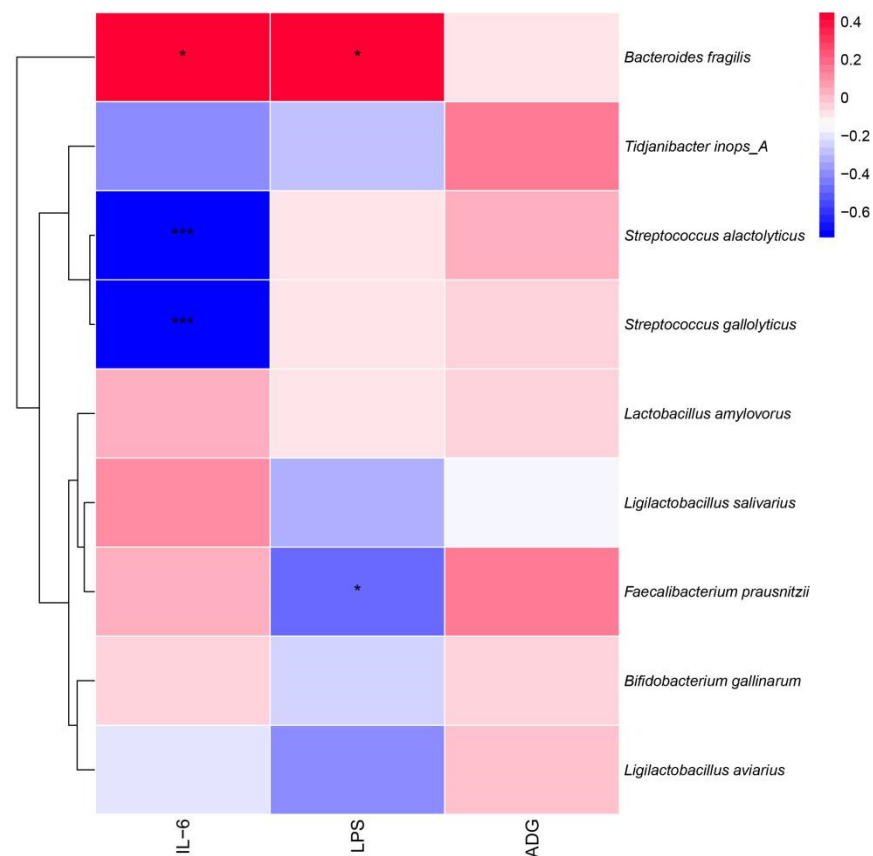 0.4
* * Bacteroides fragilis
0.2
0
Tidjanibacter inops_A
−0.2
−0.4
*** Streptococcus alactolyticus
−0.6
*** Streptococcus gallolyticus
Lactobacillus amylovorus
Ligilactobacillus salivarius
* Faecalibacterium prausnitzii
Bifidobacterium gallinarum
Ligilactobacillus aviarius
IL−6
LPS
ADG